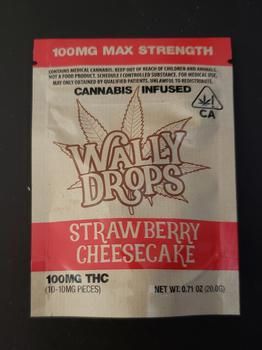 100MG MAX STRENGTH
CONTAINS MEDICAL CANNABIS. KEEP OUT OF REACH OF CHILDREN AND ANIMALS.
NOT A FOOD PRODUCT. SCHEDULE I CONTROLLED SUBSTANCE. FOR MEDICAL USE.
MAY ONLY OBTAINED BY QUALIFIED PATIENTS. UNLAWFUL TO REDISTRIBUTE.
CANNABIS INFUSED
CA
WALLY
DROPS
STRAWBERRY
CHEESECAKE
100MG THC
(10-10MG PIECES)
NET WT. 0.71 OZ (20.0G)